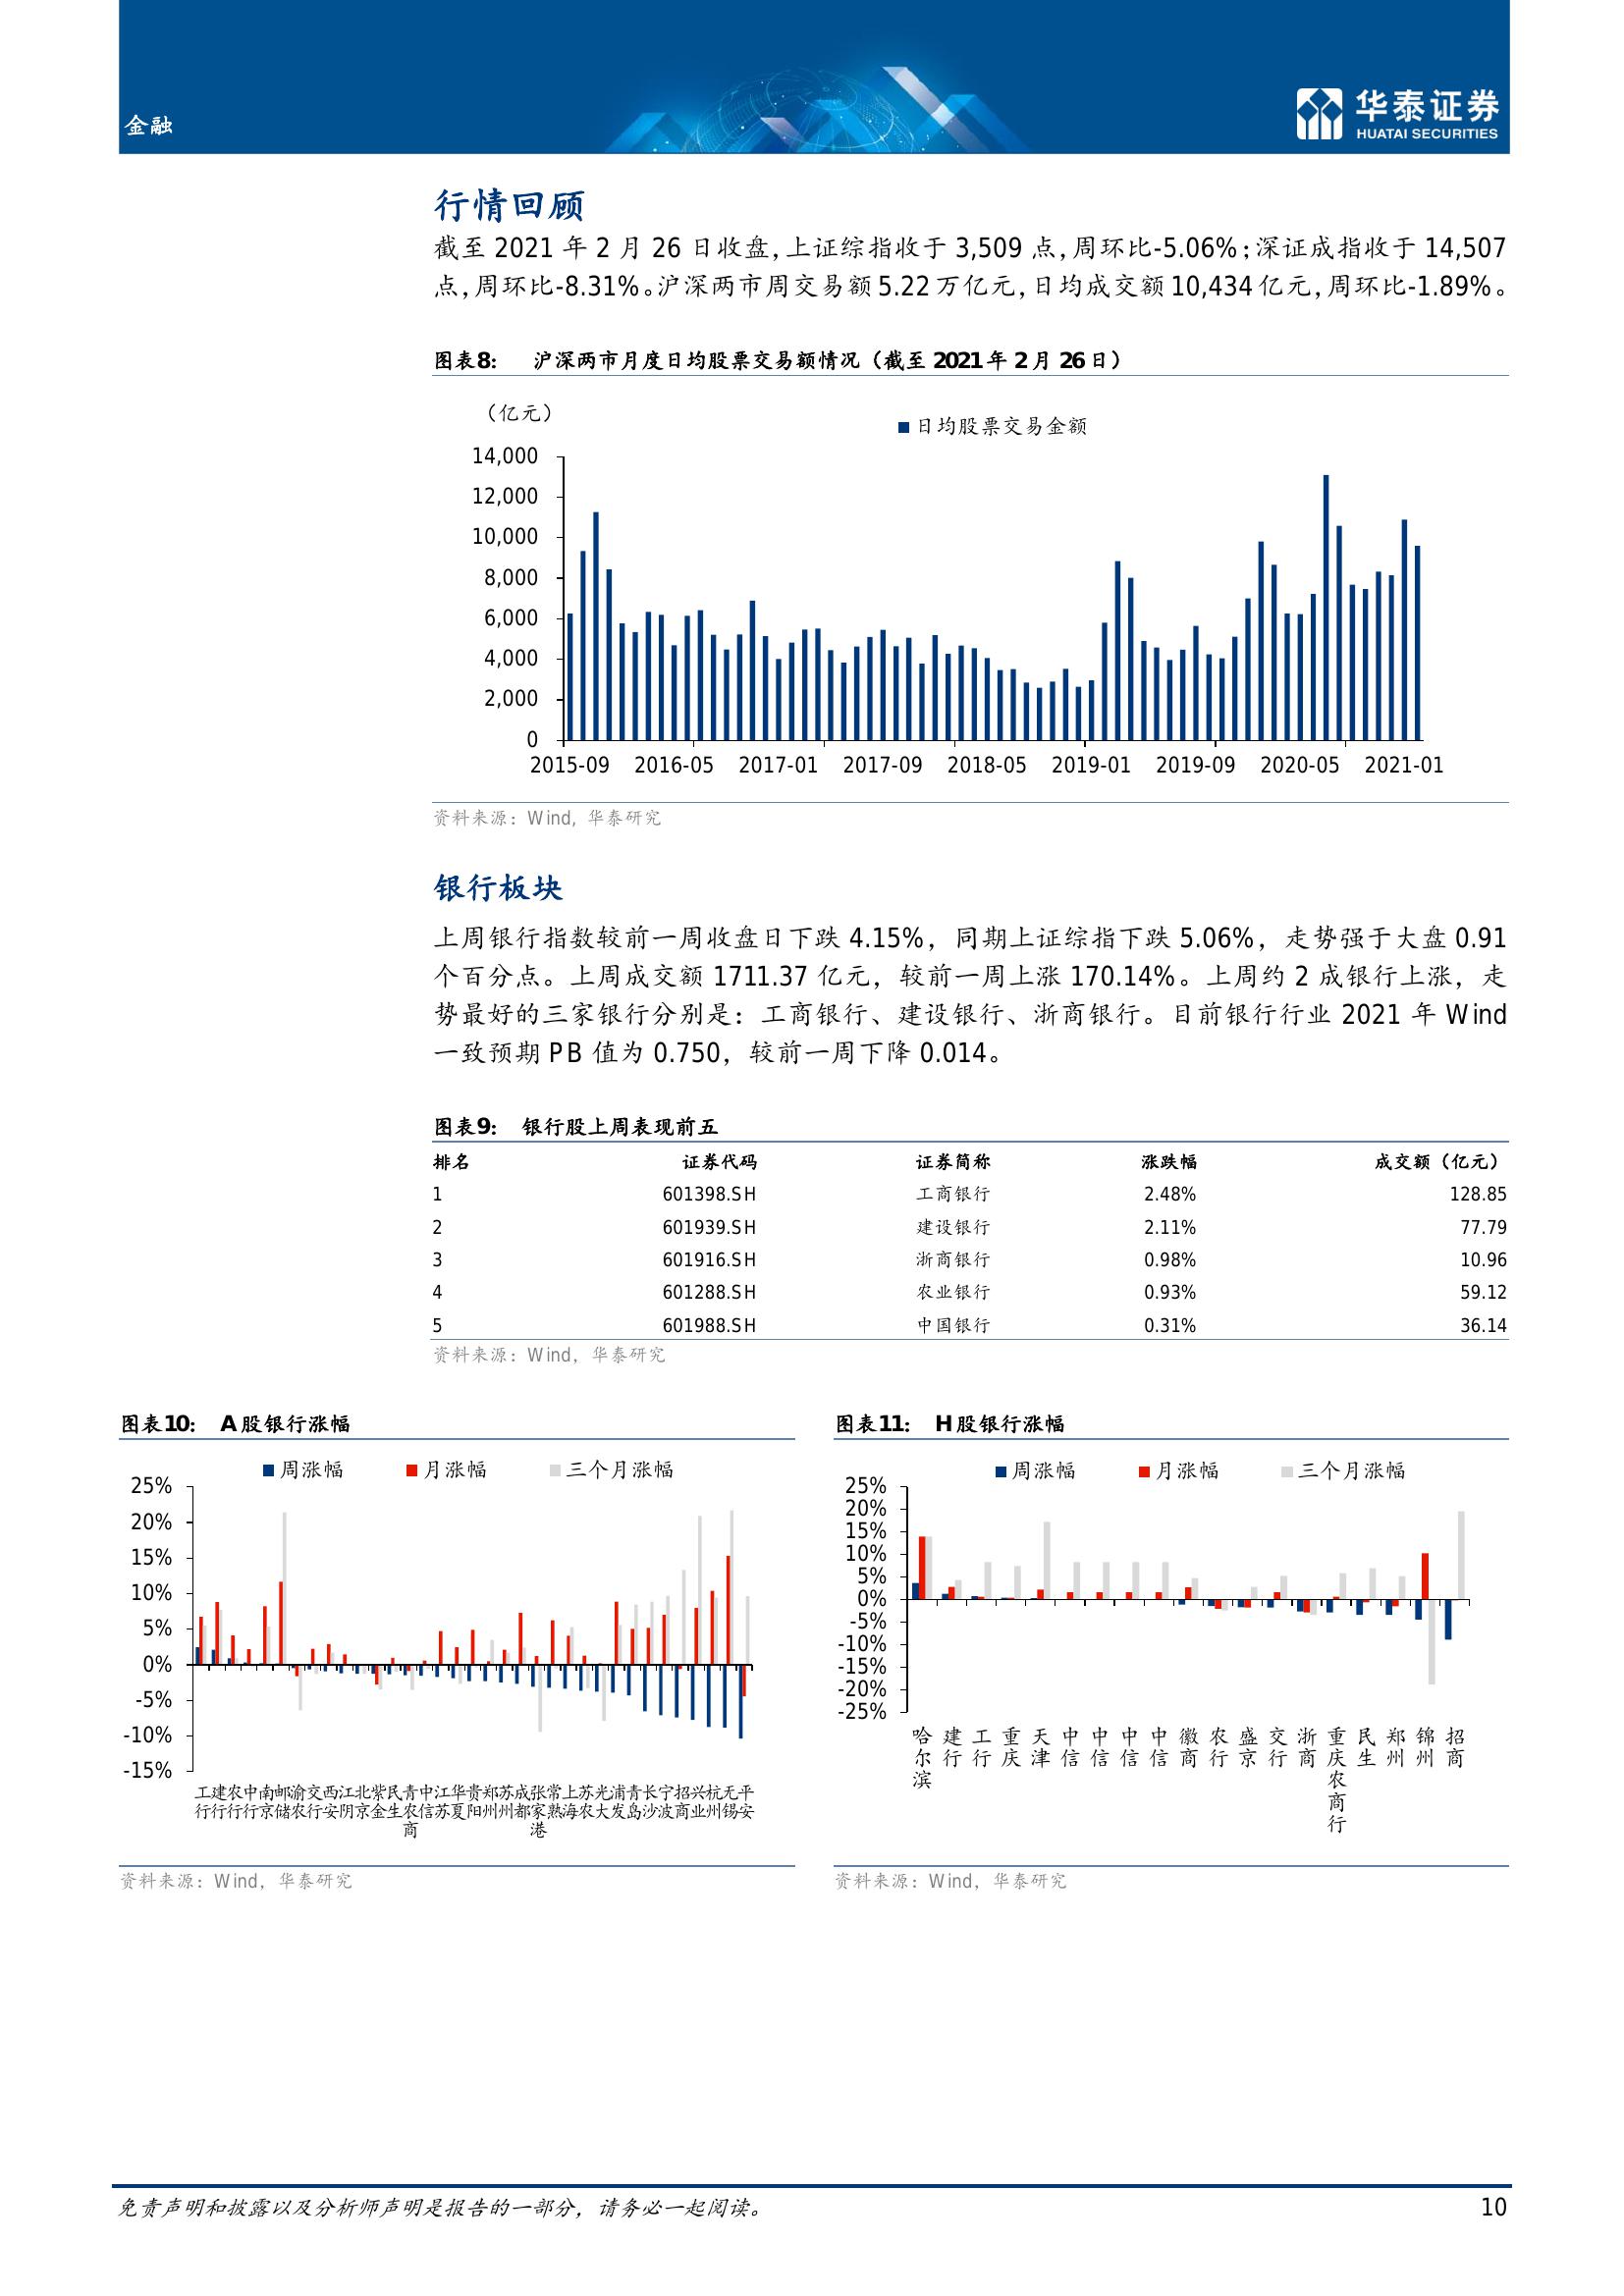 金融
华泰证券
HUATAI SECURITIES
行情回顾
截至 2021 年 2 月 26 日收盘,上证综指收于 3,509 点,周环比-5.06%;深证成指收于 14,507
点,周环比-8.31%。沪深两市周交易额 5.22 万亿元,日均成交额 10,434 亿元,周环比-1.89%。
图表8: 沪深两市月度日均股票交易额情况（截至 2021 年 2 月 26 日）
（亿元）
日均股票交易金额
14,000
12,000
10,000
8,000
6,000
4,000
2,000
0
2015-09 2016-05 2017-01 2017-09 2018-05 2019-01 2019-09 2020-05 2021-01
资料来源：Wind, 华泰研究
银行板块
上周银行指数较前一周收盘日下跌 4.15%，同期上证综指下跌 5.06%，走势强于大盘 0.91
个百分点。上周成交额 1711.37 亿元，较前一周上涨 170.14%。上周约 2 成银行上涨，走
势最好的三家银行分别是：工商银行、建设银行、浙商银行。目前银行行业 2021 年 Wind
一致预期 PB 值为 0.750，较前一周下降 0.014。
图表9: 银行股上周表现前五
排名 证券代码 证券简称 涨跌幅 成交额（亿元）
1 601398.SH 工商银行 2.48% 128.85
2 601939.SH 建设银行 2.11% 77.79
3 601916.SH 浙商银行 0.98% 10.96
4 601288.SH 农业银行 0.93% 59.12
5 601988.SH 中国银行 0.31% 36.14
资料来源：Wind，华泰研究
图表10: A 股银行涨幅
周涨幅 月涨幅 三个月涨幅
25%
20%
15%
10%
5%
0%
-5%
-10%
-15%
工建农中南邮渝交西江北紫民青中江华贵郑苏成张常上苏光浦青长宁招兴杭无平
行行行行京储农行安阴京金生农信苏夏阳州州都家熟海农大发岛沙波商业州锡安
商 港
资料来源：Wind，华泰研究
图表11: H 股银行涨幅
周涨幅 月涨幅 三个月涨幅
25%
20%
15%
10%
5%
0%
-5%
-10%
-15%
-20%
-25%
哈尔滨 建行 工行 重庆 天津 中信 中信 中信 中信 徽商 农行 盛京 交行 浙商 重庆农商行 民生 郑州 锦州 招商
资料来源：Wind，华泰研究
免责声明和披露以及分析师声明是报告的一部分，请务必一起阅读。
10